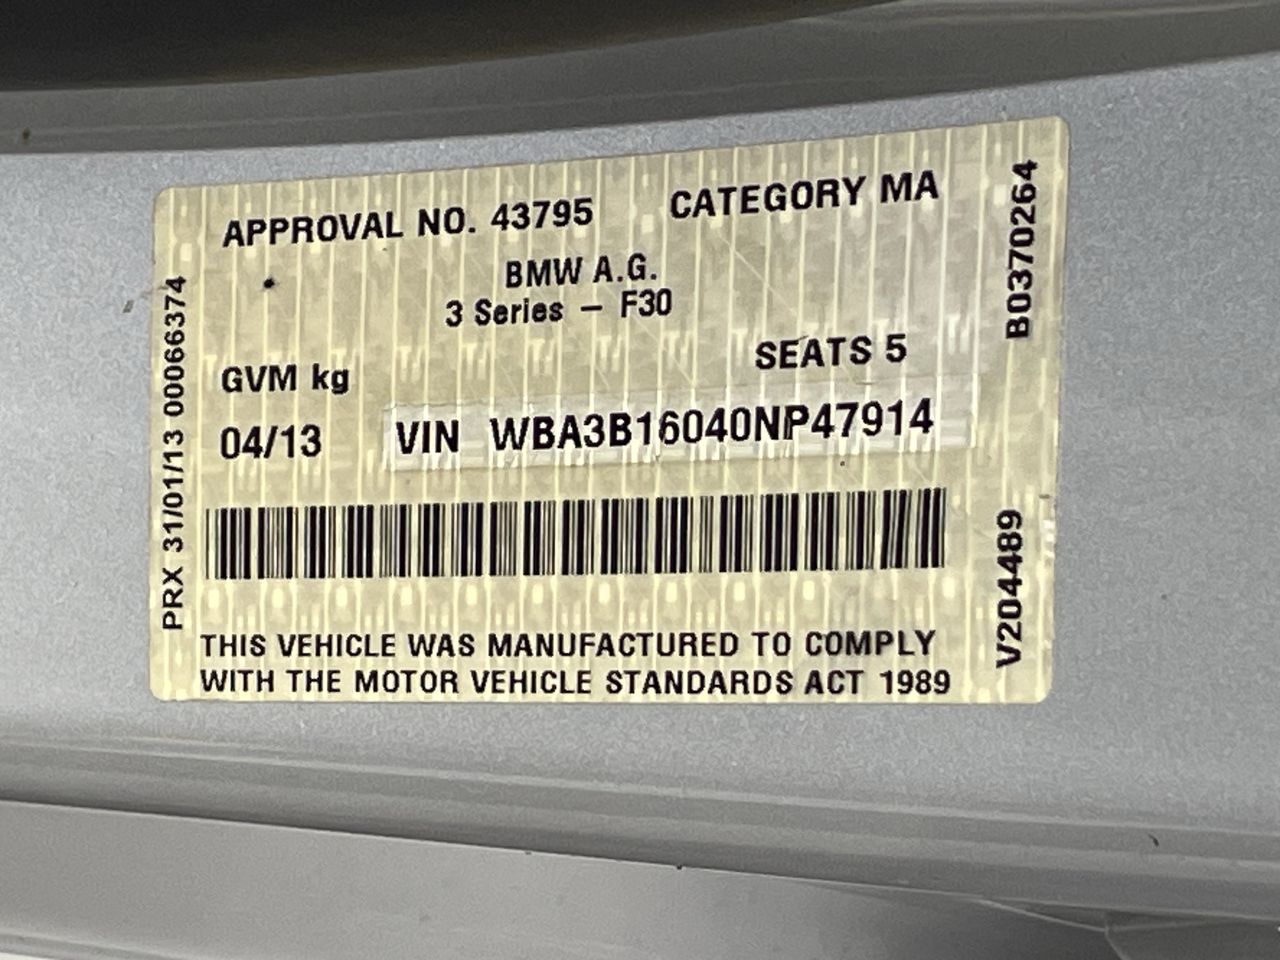 APPROVAL NO. 43795 CATEGORY MA
BMW A.G.
3 Series – F30
SEATS 5
GVM kg
04/13 VIN WBA3B16040NP47914
THIS VEHICLE WAS MANUFACTURED TO COMPLY
WITH THE MOTOR VEHICLE STANDARDS ACT 1989
PRX 31/01/13 00066374
B0370264
V204489